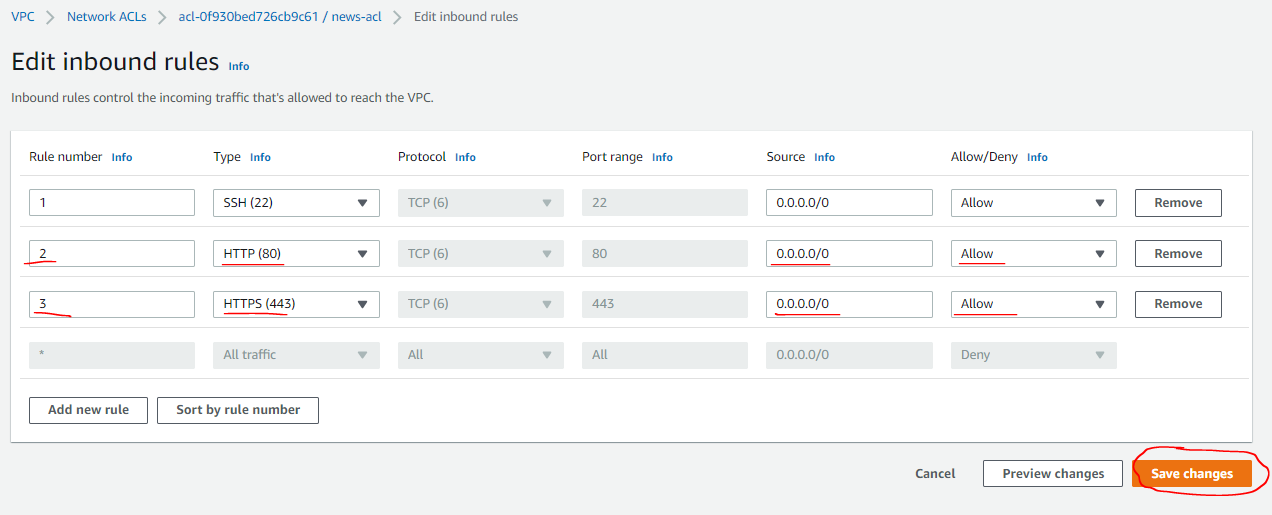 VPC > Network ACLs > acl-0f930bed726cb9c61 / news-acl > Edit inbound rules
Edit inbound rules Info
Inbound rules control the incoming traffic that's allowed to reach the VPC.
Rule number Info Type Info Protocol Info Port range Info Source Info Allow/Deny Info
1 SSH (22) TCP (6) 22 0.0.0.0/0 Allow Remove
2 HTTP (80) TCP (6) 80 0.0.0.0/0 Allow Remove
3 HTTPS (443) TCP (6) 443 0.0.0.0/0 Allow Remove
* All traffic All All 0.0.0.0/0 Deny
Add new rule Sort by rule number
Cancel Preview changes Save changes